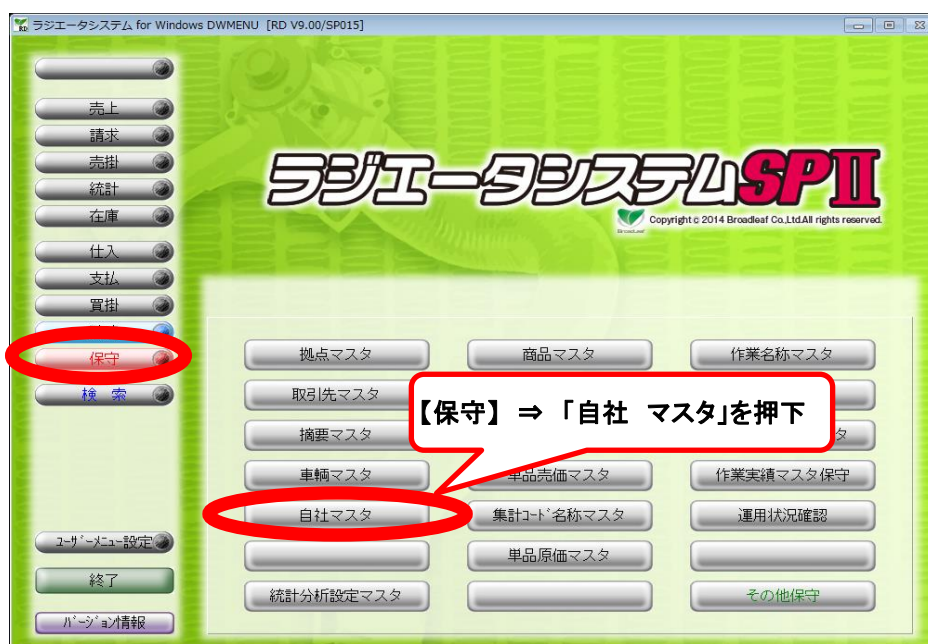 ラジエータシステム for Windows DWMENU [RD V9.00/SP015]
売上
請求
売掛
統計
在庫
仕入
支払
買掛
保守
検 索
ユーザーメニュー設定
終了
バージョン情報
ラジエータシステムSPⅡ
Broadleaf
Copyright c 2014 Broadleaf Co.,Ltd.All rights reserved.
拠点マスタ
商品マスタ
作業名称マスタ
取引先マスタ
【保守】 ⇒ 「自社 マスタ」を押下
摘要マスタ
タ
車輌マスタ
単品売価マスタ
作業実績マスタ保守
自社マスタ
集計コード名称マスタ
運用状況確認
単品原価マスタ
統計分析設定マスタ
その他保守